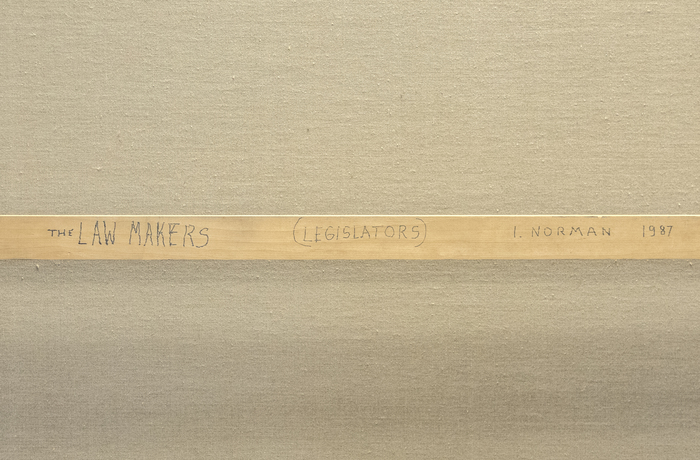 THE LAW MAKERS (LEGISLATORS) I. NORMAN 1987